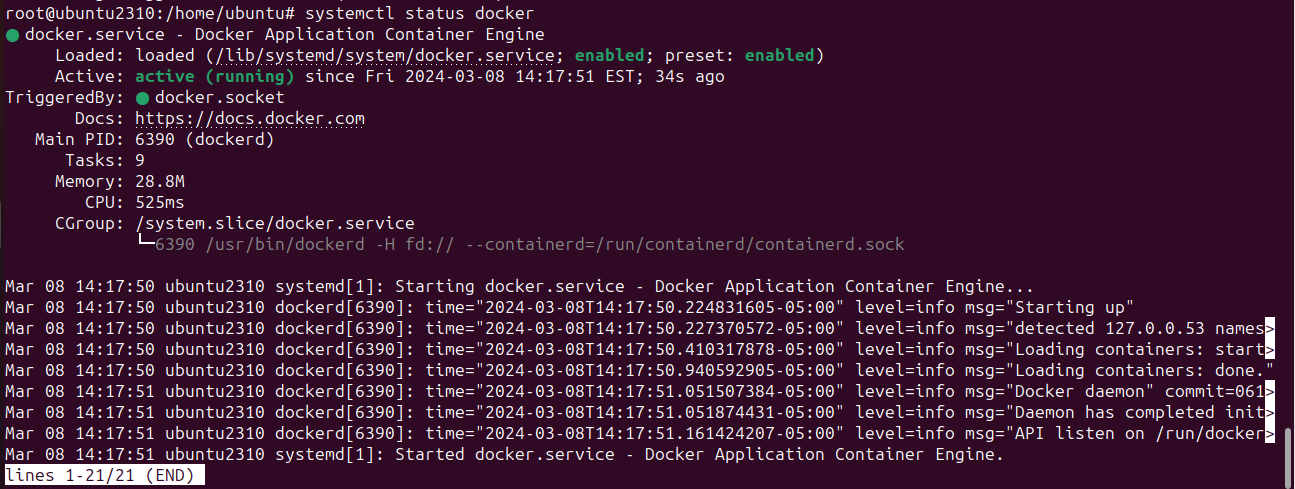 root@ubuntu2310:/home/ubuntu# systemctl status docker
● docker.service - Docker Application Container Engine
     Loaded: loaded (/lib/systemd/system/docker.service; enabled; preset: enabled)
     Active: active (running) since Fri 2024-03-08 14:17:51 EST; 34s ago
TriggeredBy: ● docker.socket
       Docs: https://docs.docker.com
   Main PID: 6390 (dockerd)
      Tasks: 9
     Memory: 28.8M
        CPU: 525ms
     CGroup: /system.slice/docker.service
             └─6390 /usr/bin/dockerd -H fd:// --containerd=/run/containerd/containerd.sock
Mar 08 14:17:50 ubuntu2310 systemd[1]: Starting docker.service - Docker Application Container Engine...
Mar 08 14:17:50 ubuntu2310 dockerd[6390]: time="2024-03-08T14:17:50.224831605-05:00" level=info msg="Starting up"
Mar 08 14:17:50 ubuntu2310 dockerd[6390]: time="2024-03-08T14:17:50.227370572-05:00" level=info msg="detected 127.0.0.53 names>
Mar 08 14:17:50 ubuntu2310 dockerd[6390]: time="2024-03-08T14:17:50.410317878-05:00" level=info msg="Loading containers: start>
Mar 08 14:17:50 ubuntu2310 dockerd[6390]: time="2024-03-08T14:17:50.940592905-05:00" level=info msg="Loading containers: done."
Mar 08 14:17:51 ubuntu2310 dockerd[6390]: time="2024-03-08T14:17:51.051507384-05:00" level=info msg="Docker daemon" commit=061>
Mar 08 14:17:51 ubuntu2310 dockerd[6390]: time="2024-03-08T14:17:51.051874431-05:00" level=info msg="Daemon has completed init>
Mar 08 14:17:51 ubuntu2310 dockerd[6390]: time="2024-03-08T14:17:51.161424207-05:00" level=info msg="API listen on /run/docker>
Mar 08 14:17:51 ubuntu2310 systemd[1]: Started docker.service - Docker Application Container Engine.
lines 1-21/21 (END)